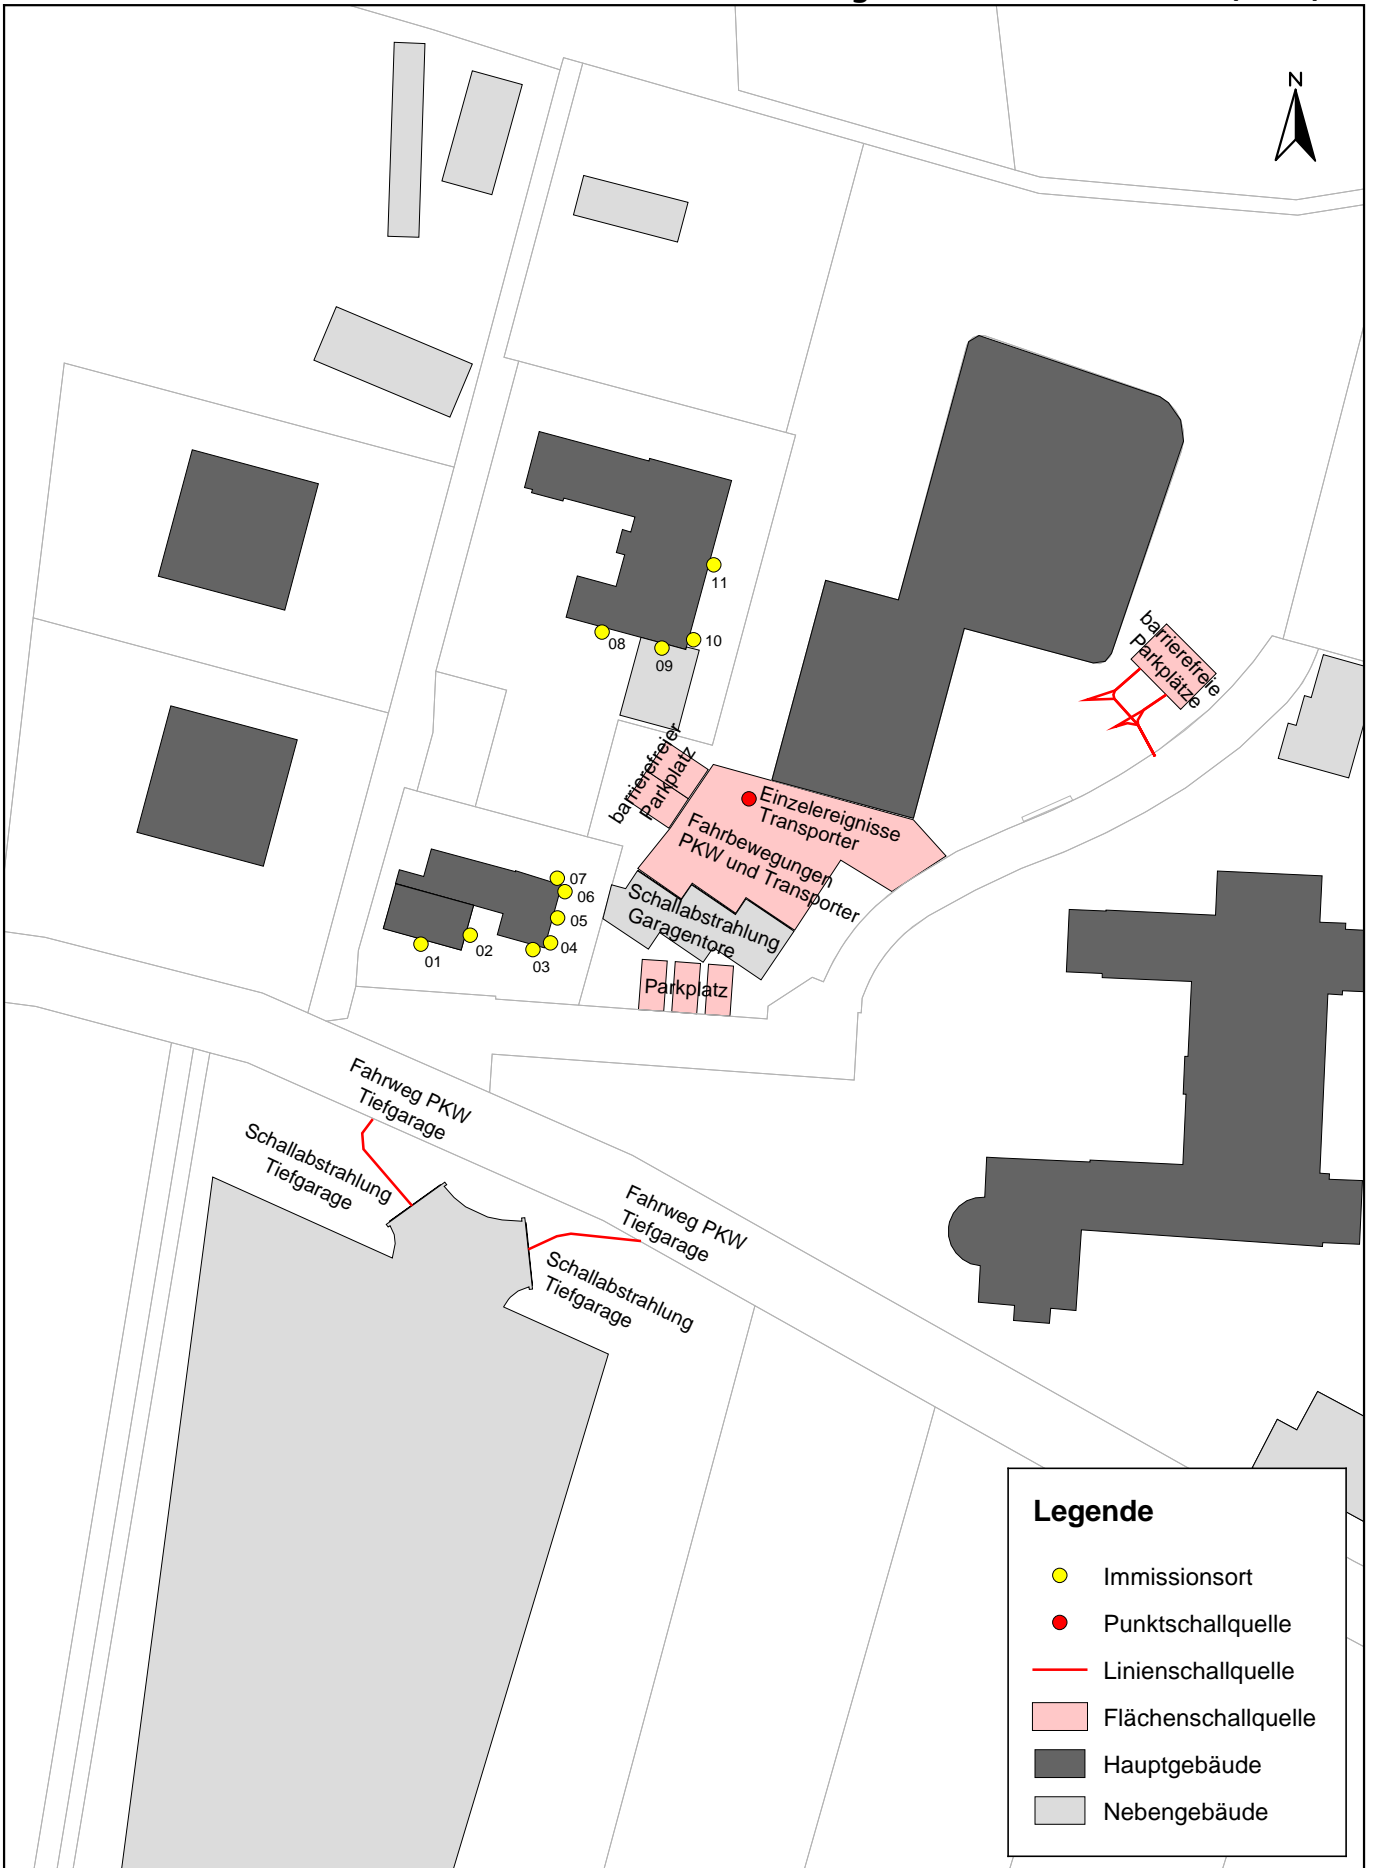 N
11
08
10
09
barrierefreie
Parkplätze
barrierefreier
Parkplatz
Einzelereignisse
Transporter
Fahrbewegungen
PKW und Transporter
Schallabstrahlung
Garagentore
07
06
05
04
03
02
01
Parkplatz
Fahrweg PKW
Tiefgarage
Schallabstrahlung
Tiefgarage
Fahrweg PKW
Tiefgarage
Schallabstrahlung
Tiefgarage
Legende
Immissionsort
Punktschallquelle
Linienschallquelle
Flächenschallquelle
Hauptgebäude
Nebengebäude